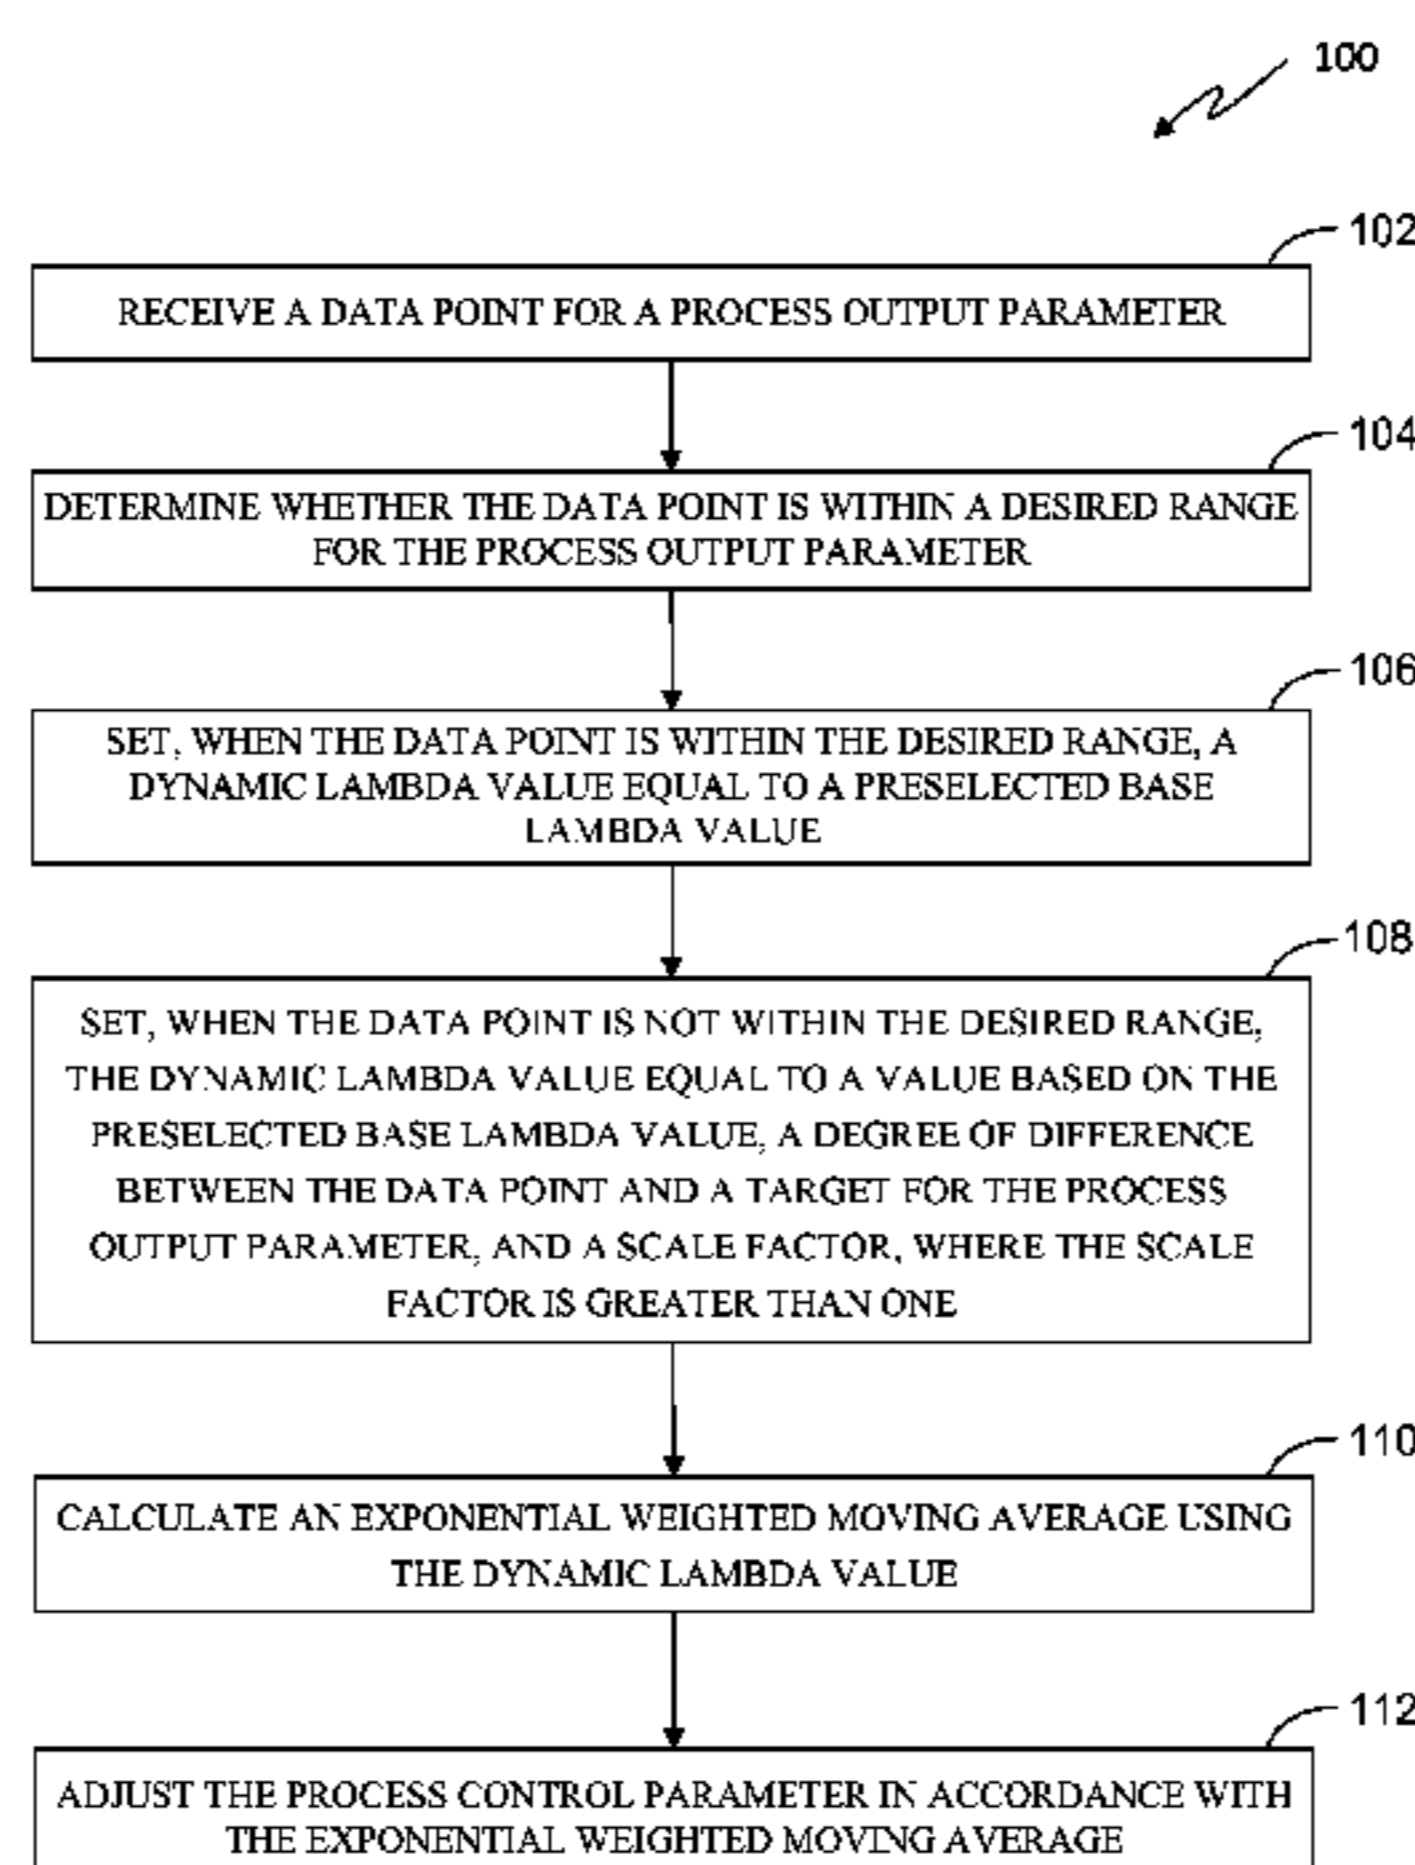 100
102
RECEIVE A DATA POINT FOR A PROCESS OUTPUT PARAMETER
104
DETERMINE WHETHER THE DATA POINT IS WITHIN A DESIRED RANGE
FOR THE PROCESS OUTPUT PARAMETER
106
SET, WHEN THE DATA POINT IS WITHIN THE DESIRED RANGE, A
DYNAMIC LAMBDA VALUE EQUAL TO A PRESELECTED BASE
LAMBDA VALUE
108
SET, WHEN THE DATA POINT IS NOT WITHIN THE DESIRED RANGE,
THE DYNAMIC LAMBDA VALUE EQUAL TO A VALUE BASED ON THE
PRESELECTED BASE LAMBDA VALUE, A DEGREE OF DIFFERENCE
BETWEEN THE DATA POINT AND A TARGET FOR THE PROCESS
OUTPUT PARAMETER, AND A SCALE FACTOR, WHERE THE SCALE
FACTOR IS GREATER THAN ONE
110
CALCULATE AN EXPONENTIAL WEIGHTED MOVING AVERAGE USING
THE DYNAMIC LAMBDA VALUE
112
ADJUST THE PROCESS CONTROL PARAMETER IN ACCORDANCE WITH
THE EXPONENTIAL WEIGHTED MOVING AVERAGE